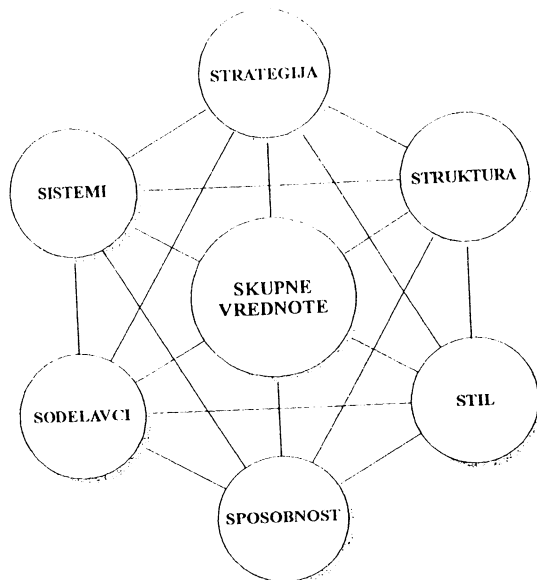 STRATEGIJA
SISTEMI
STRUKTURA
SKUPNE
VREDNOTE
SODELAVCI
STIL
SPOSOBNOST